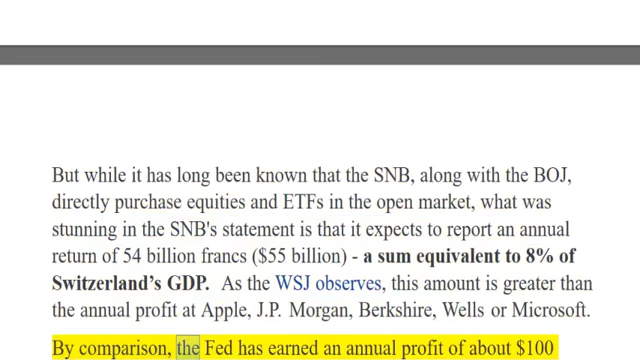 But while it has long been known that the SNB, along with the BOJ,
directly purchase equities and ETFs in the open market, what was
stunning in the SNB's statement is that it expects to report an annual
return of 54 billion francs ($55 billion) - a sum equivalent to 8% of
Switzerland’s GDP. As the WSJ observes, this amount is greater than
the annual profit at Apple, J.P. Morgan, Berkshire, Wells or Microsoft.
By comparison, the Fed has earned an annual profit of about $100